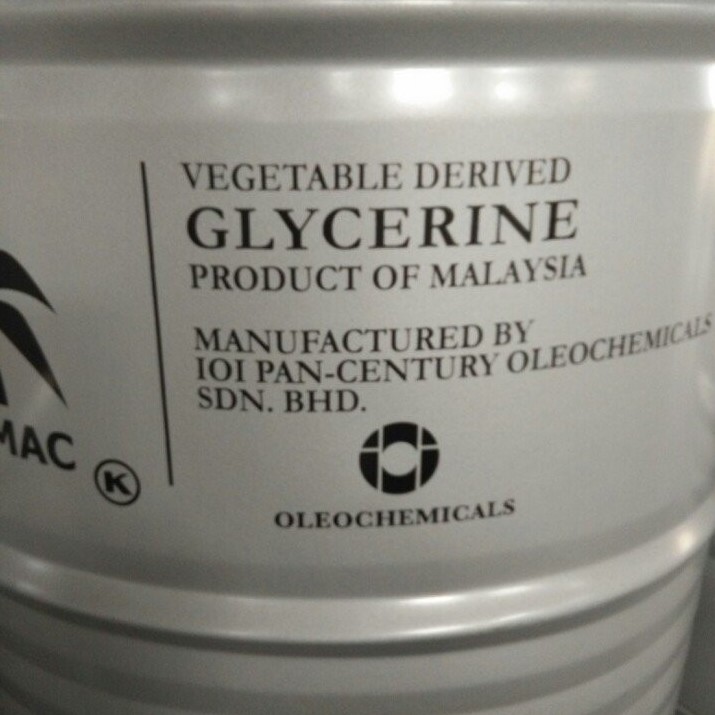 VEGETABLE DERIVED
GLYCERINE
PRODUCT OF MALAYSIA
MANUFACTURED BY
IOI PAN-CENTURY OLEOCHEMICALS
SDN. BHD.
OLEOCHEMICALS
MAC
K